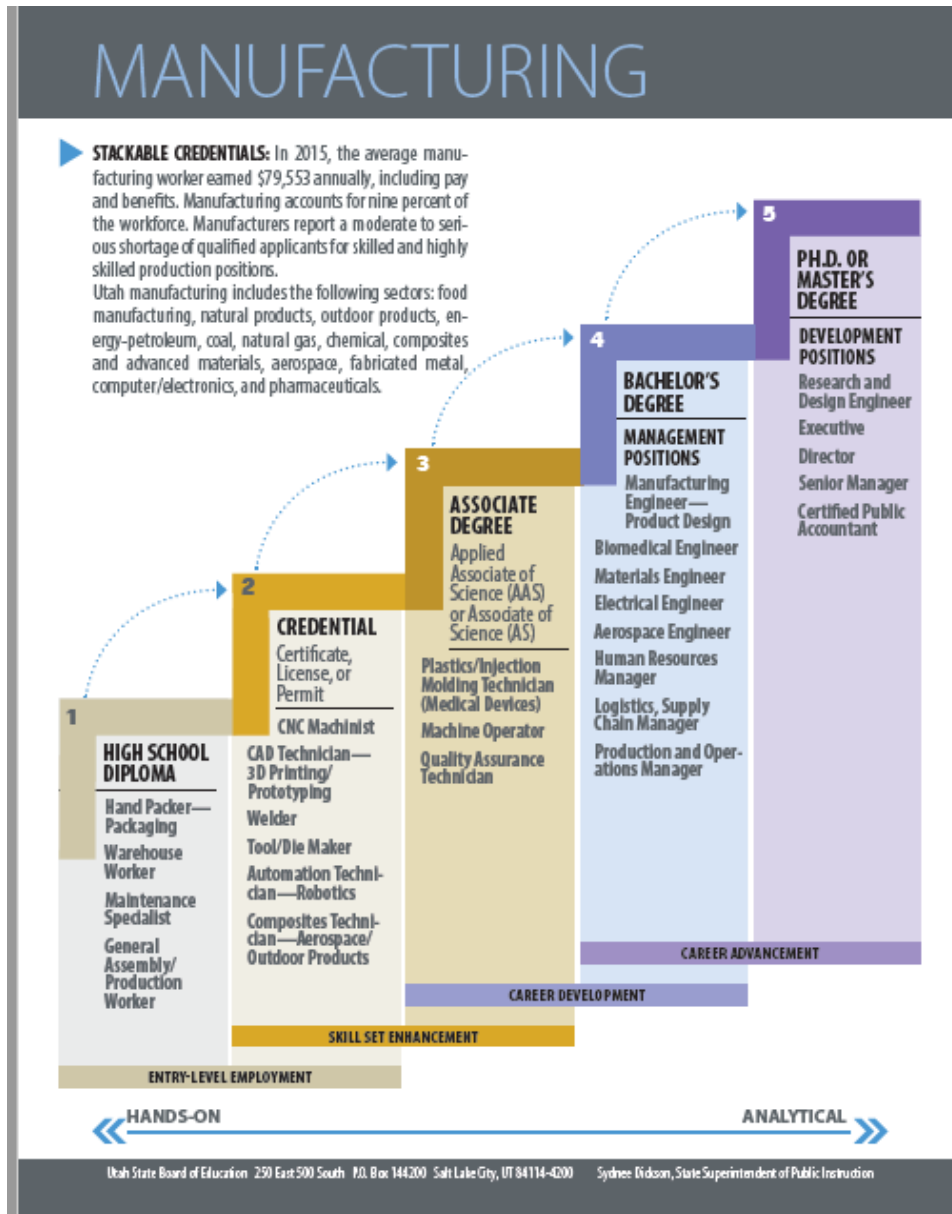 MANUFACTURING
STACKABLE CREDENTIALS: In 2015, the average manu-
facturing worker earned $79,553 annually, including pay
and benefits. Manufacturing accounts for nine percent of
the workforce. Manufacturers report a moderate to seri-
ous shortage of qualified applicants for skilled and highly
skilled production positions.
Utah manufacturing includes the following sectors: food
manufacturing, natural products, outdoor products, en-
ergy-petroleum, coal, natural gas, chemical, composites
and advanced materials, aerospace, fabricated metal,
computer/electronics, and pharmaceuticals.
1
HIGH SCHOOL
DIPLOMA
Hand Packer—
Packaging
Warehouse
Worker
Maintenance
Specialist
General
Assembly/
Production
Worker
2
CREDENTIAL
Certificate,
License, or
Permit
CNC Machinist
CAD Technician—
3D Printing/
Prototyping
Welder
Tool/Die Maker
Automation Techni-
cian—Robotics
Composites Techni-
cian—Aerospace/
Outdoor Products
3
ASSOCIATE
DEGREE
Applied
Associate of
Science (AAS)
or Associate of
Science (AS)
Plastics/Injection
Molding Technician
(Medical Devices)
Machine Operator
Quality Assurance
Technician
4
BACHELOR'S
DEGREE
MANAGEMENT
POSITIONS
Manufacturing
Engineer—
Product Design
Biomedical Engineer
Materials Engineer
Electrical Engineer
Aerospace Engineer
Human Resources
Manager
Logistics, Supply
Chain Manager
Production and Oper-
ations Manager
5
PH.D. OR
MASTER'S
DEGREE
DEVELOPMENT
POSITIONS
Research and
Design Engineer
Executive
Director
Senior Manager
Certified Public
Accountant
CAREER ADVANCEMENT
CAREER DEVELOPMENT
SKILL SET ENHANCEMENT
ENTRY-LEVEL EMPLOYMENT
HANDS-ON ANALYTICAL
Utah State Board of Education 250 East 500 South P.O. Box 144200 Salt Lake City, UT 84114-4200 Sydnee Dickson, State Superintendent of Public Instruction